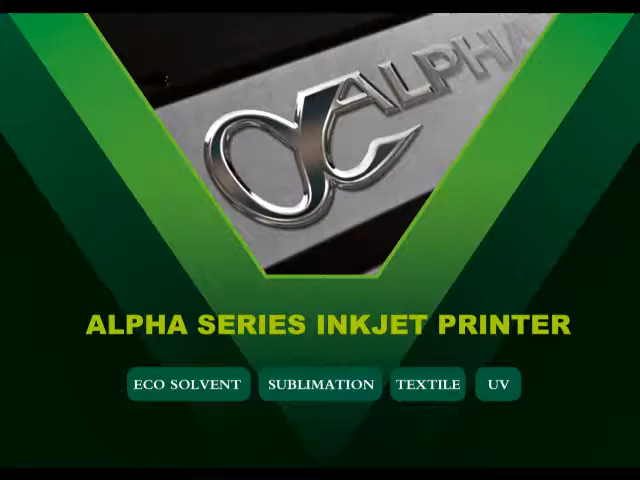 ALPHA
ALPHA SERIES INKJET PRINTER
ECO SOLVENT SUBLIMATION TEXTILE UV